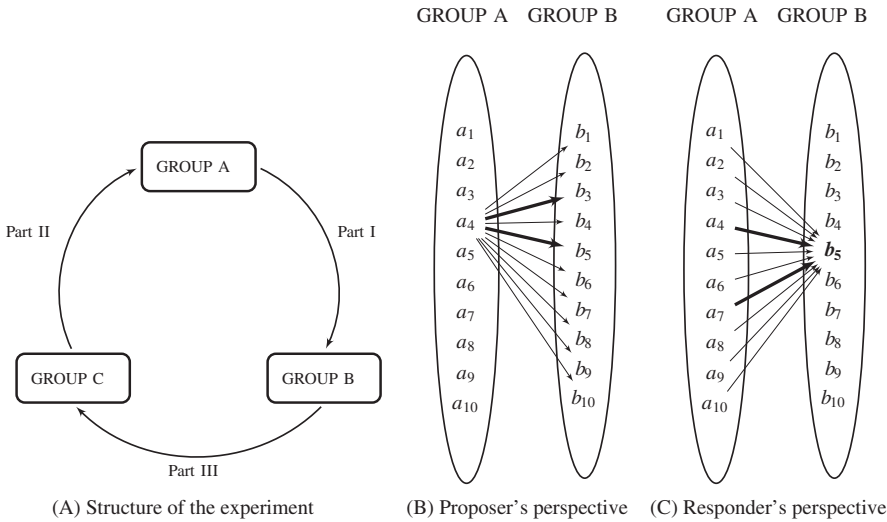 GROUP A GROUP B GROUP A GROUP B
GROUP A
Part II
Part I
GROUP C
GROUP B
Part III
(A) Structure of the experiment
a1
a2
a3
a4
a5
a6
a7
a8
a9
a10
b1
b2
b3
b4
b5
b6
b7
b8
b9
b10
(B) Proposer's perspective
a1
a2
a3
a4
a5
a6
a7
a8
a9
a10
b1
b2
b3
b4
b5
b6
b7
b8
b9
b10
(C) Responder's perspective